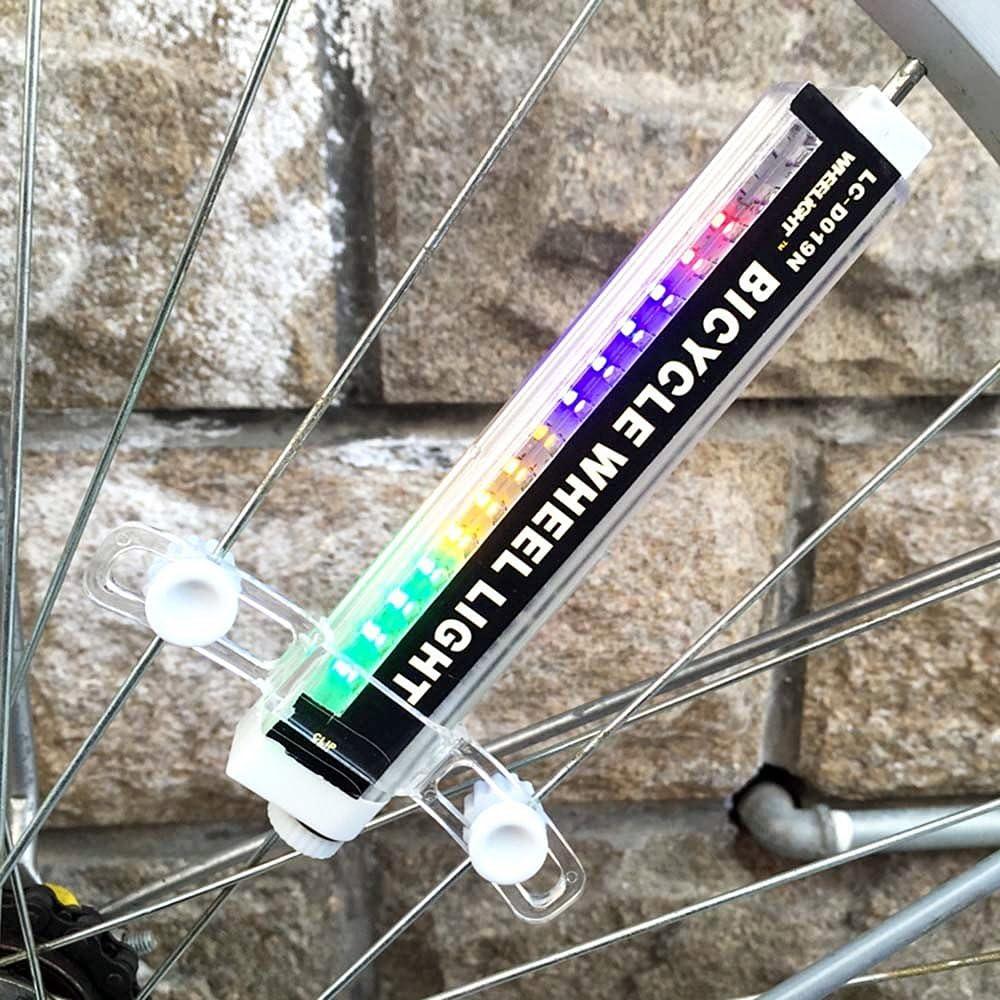 WHEELIGHT™
LC-D019N
BICYCLE WHEEL LIGHT
CLIP